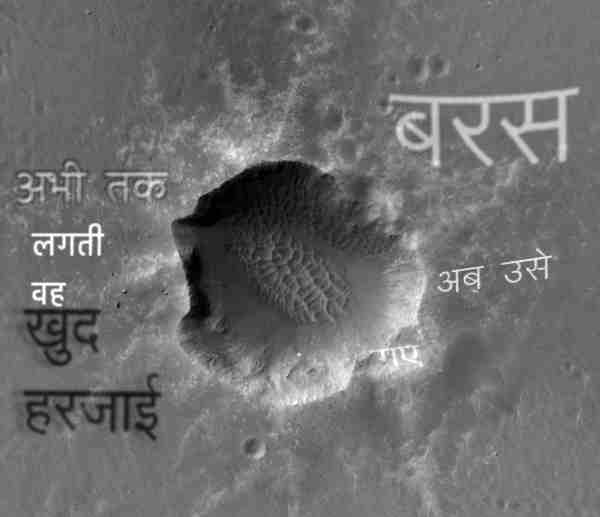 बरस
अभी तक
लगती
वह
अब उसे
खुद
गए
हरजाई